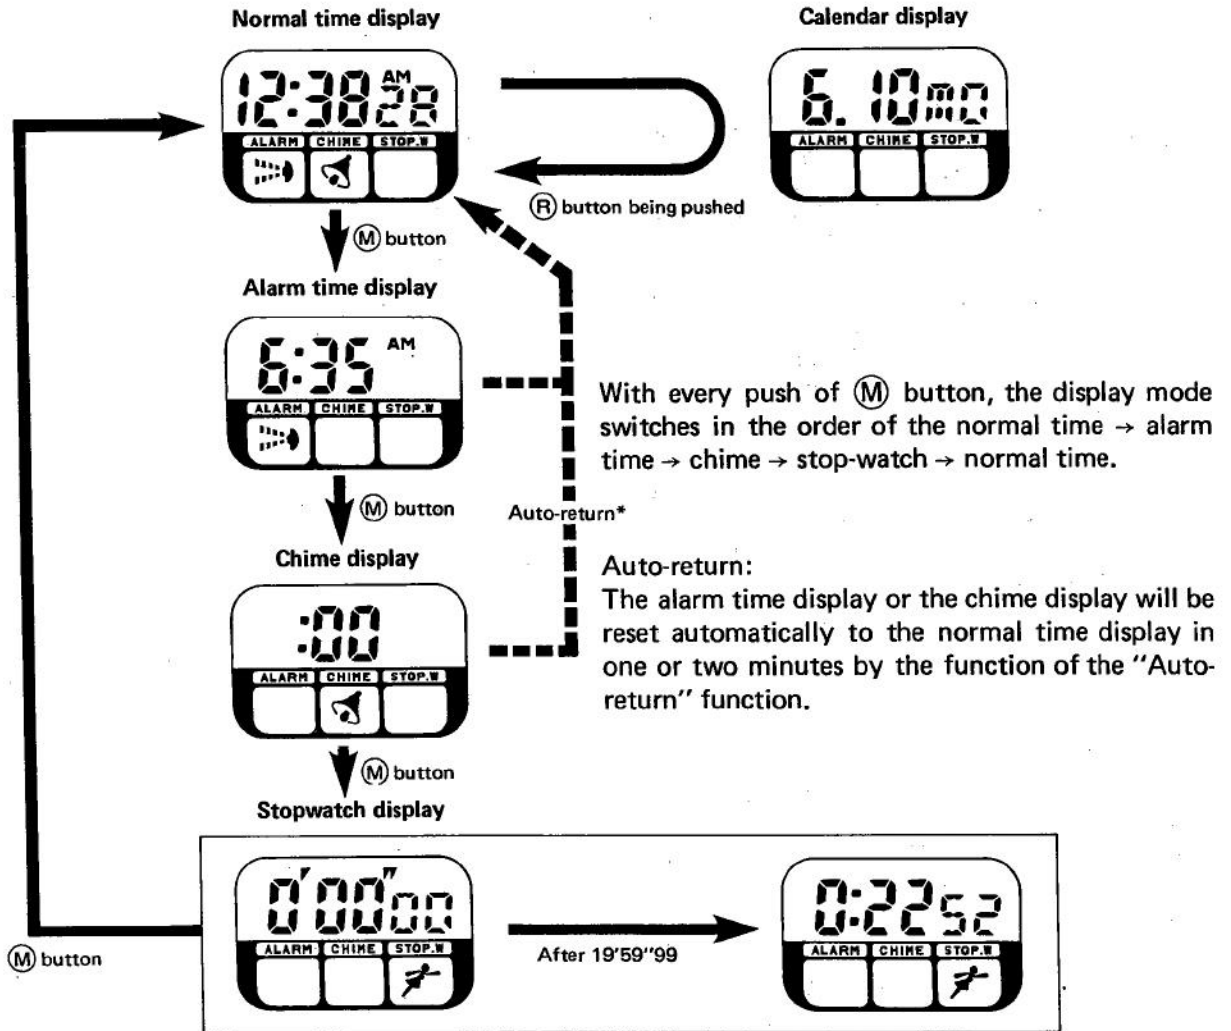 Normal time display
Calendar display
12:38 AM 28
ALARM CHIME STOP.W
6. 10 mo
ALARM CHIME STOP.W
R button being pushed
M button
Alarm time display
6:35 AM
ALARM CHIME STOP.W
With every push of M button, the display mode
switches in the order of the normal time → alarm
time → chime → stop-watch → normal time.
M button
Auto-return*
Chime display
:00
ALARM CHIME STOP.W
Auto-return:
The alarm time display or the chime display will be
reset automatically to the normal time display in
one or two minutes by the function of the "Auto-
return" function.
M button
Stopwatch display
0'00"00
ALARM CHIME STOP.W
After 19'59"99
0:22 52
ALARM CHIME STOP.W
M button